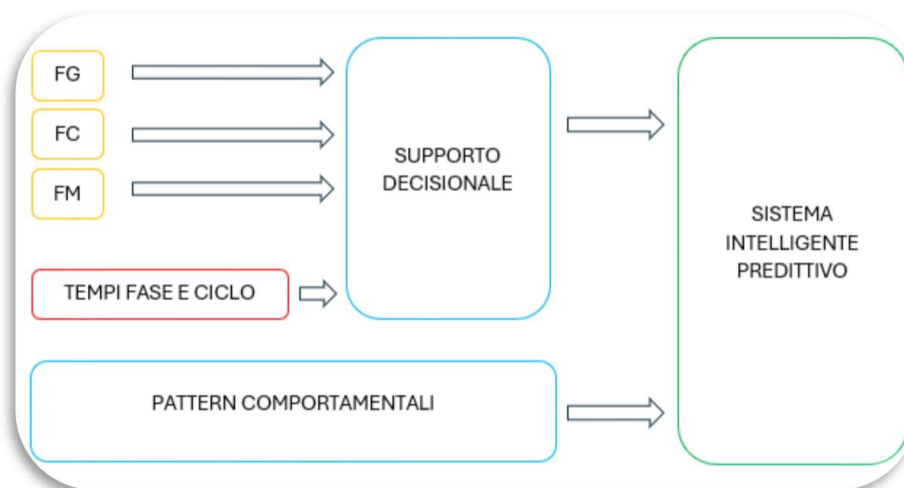 FG
FC
FM
SUPPORTO
DECISIONALE
TEMPI FASE E CICLO
PATTERN COMPORTAMENTALI
SISTEMA
INTELLIGENTE
PREDITTIVO